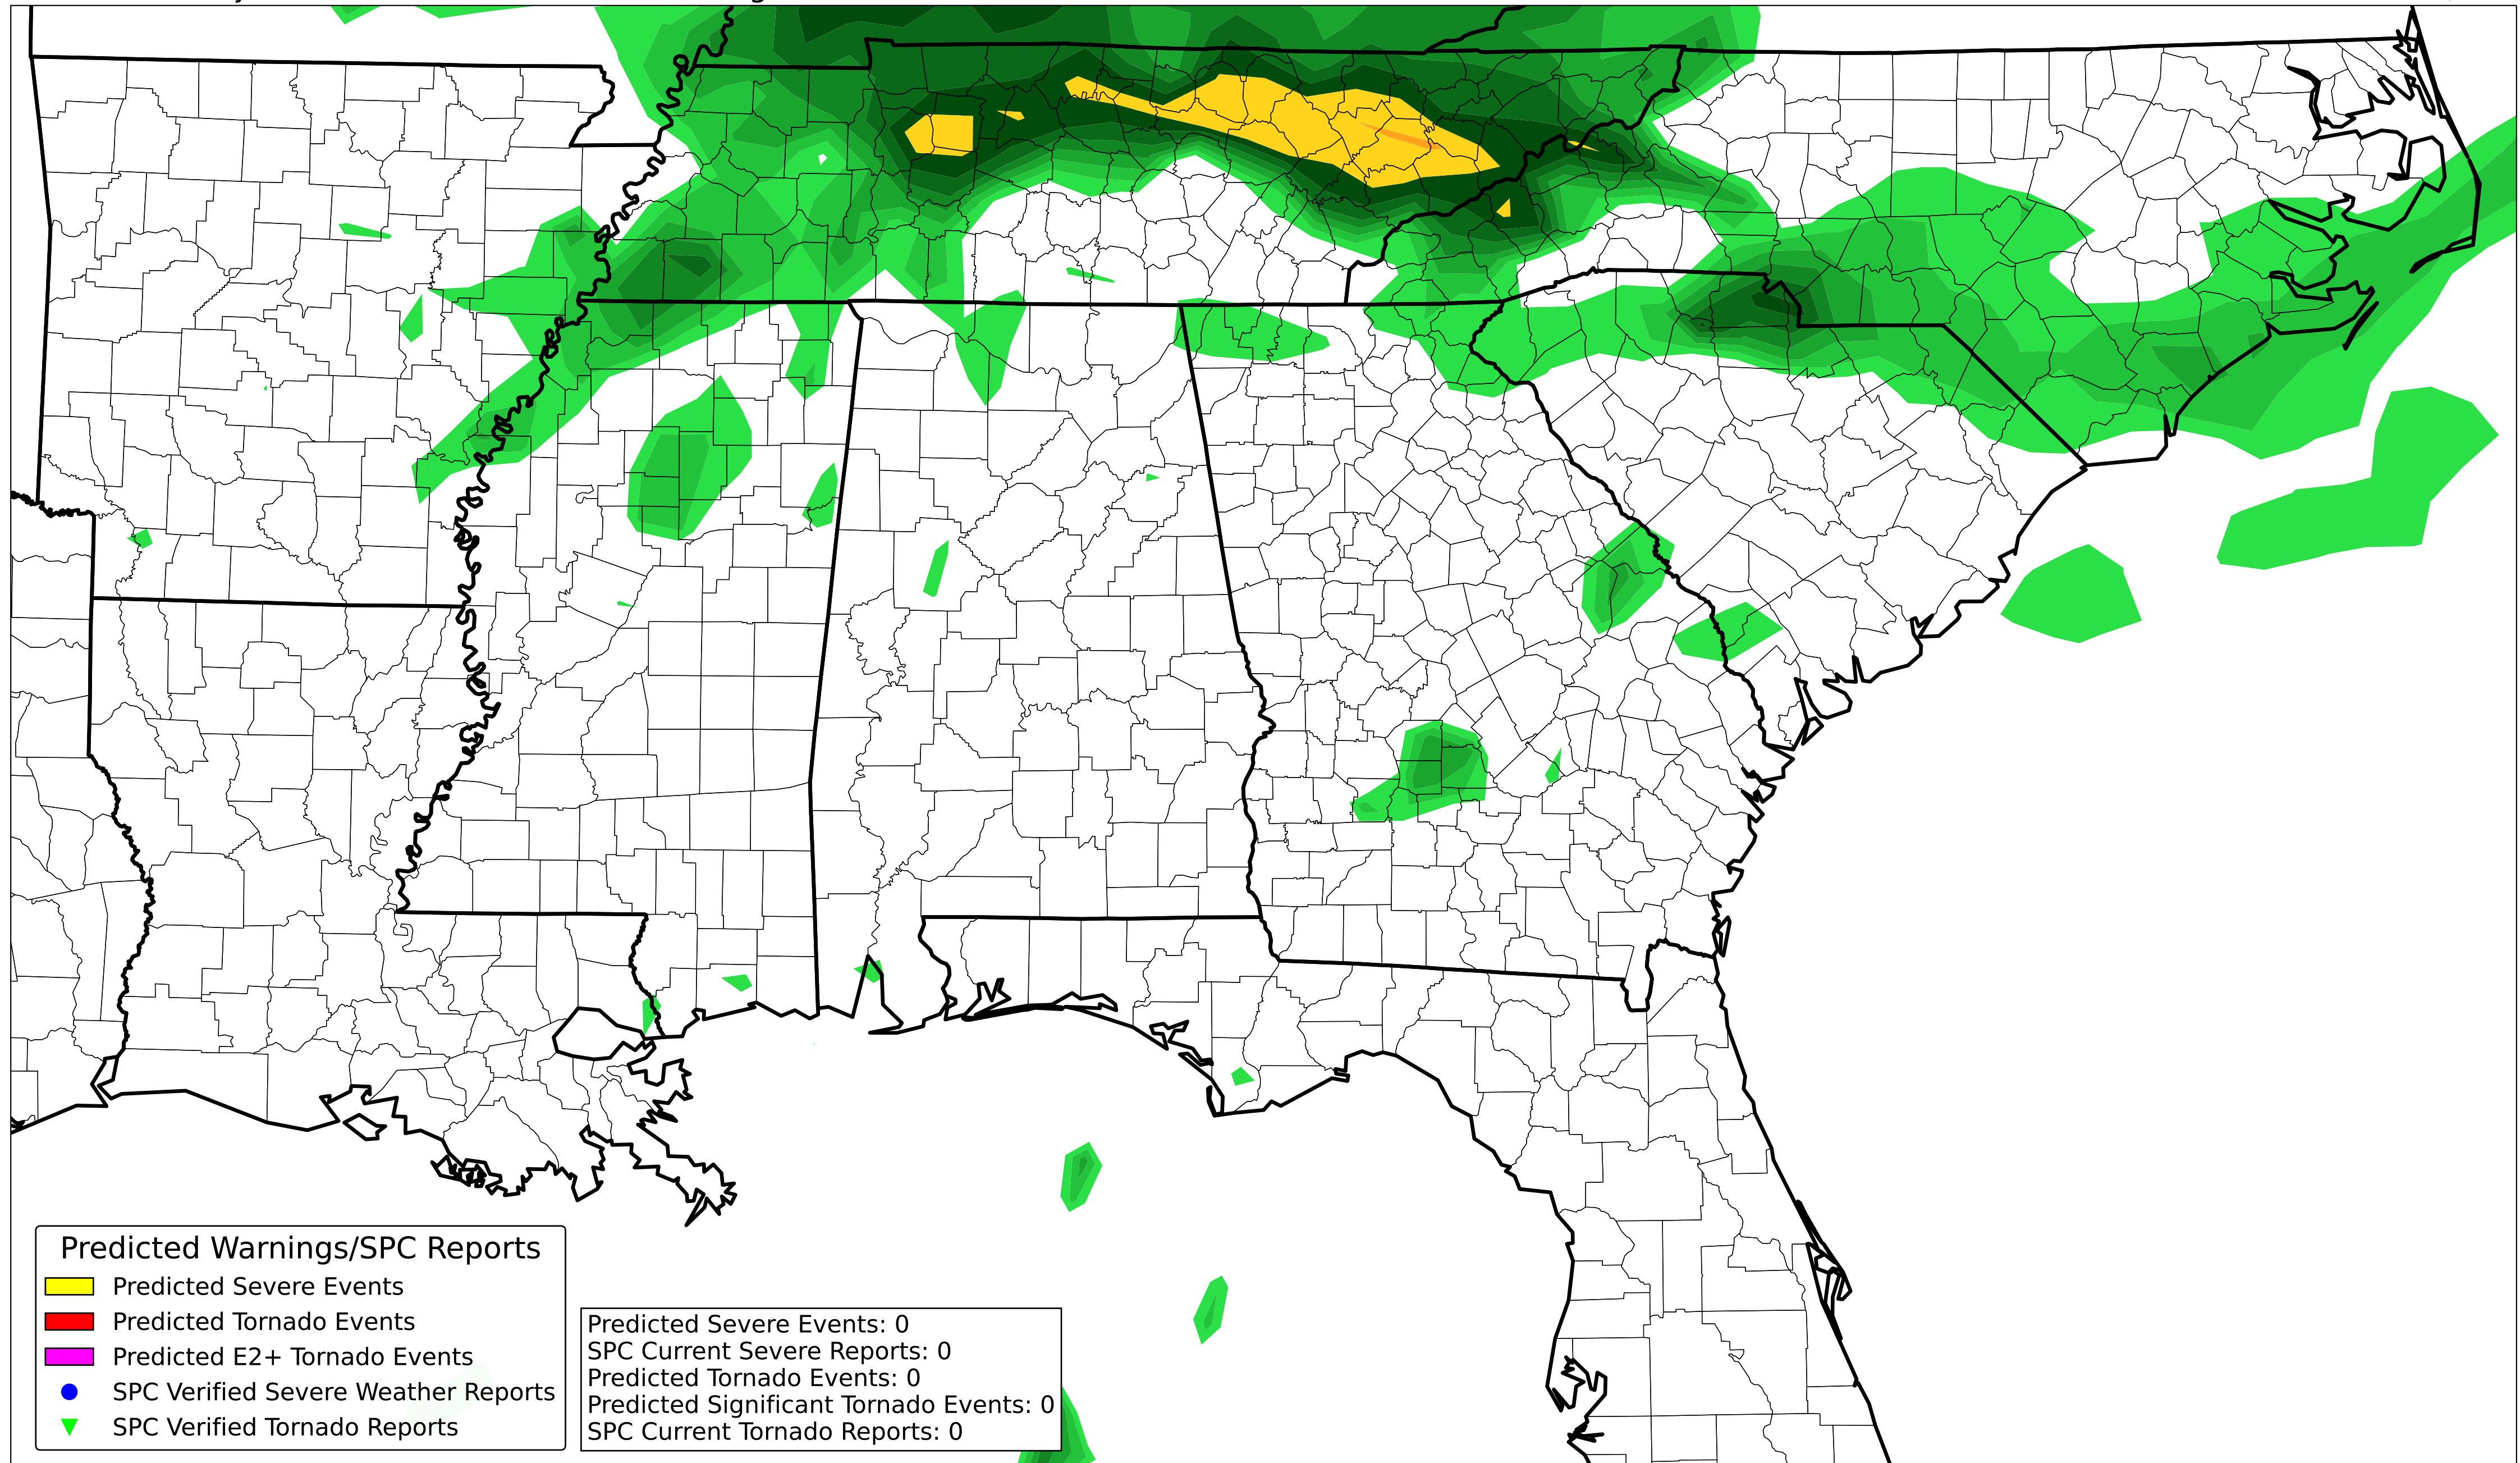 Predicted Warnings/SPC Reports
Predicted Severe Events
Predicted Tornado Events
Predicted E2+ Tornado Events
SPC Verified Severe Weather Reports
SPC Verified Tornado Reports
Predicted Severe Events: 0
SPC Current Severe Reports: 0
Predicted Tornado Events: 0
Predicted Significant Tornado Events: 0
SPC Current Tornado Reports: 0